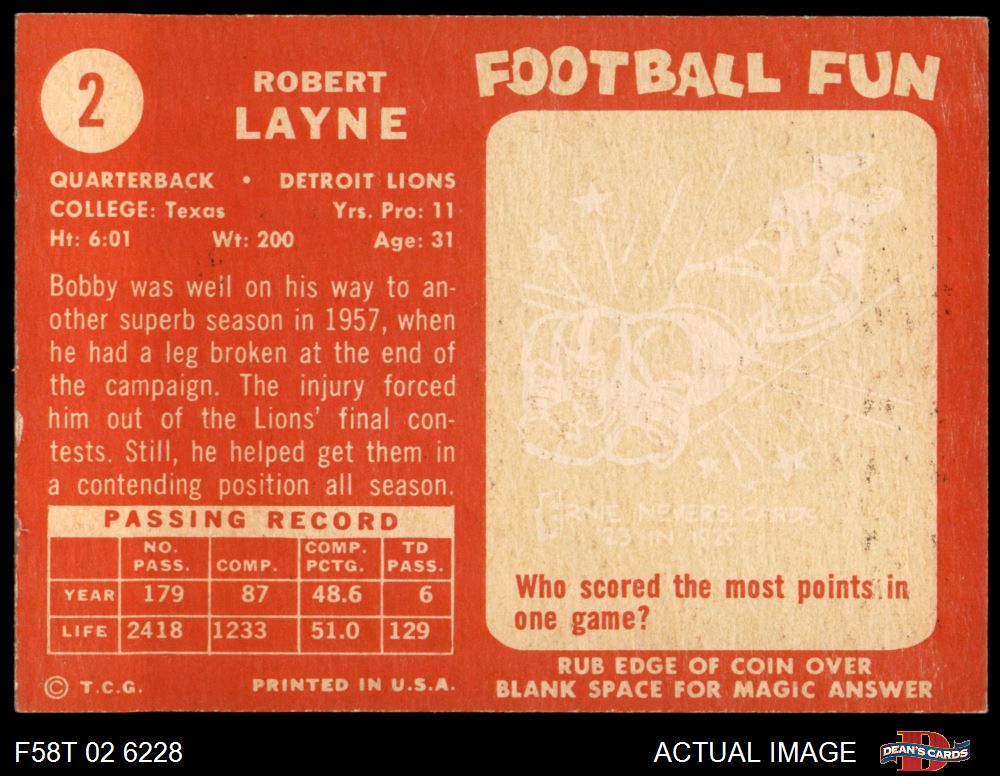 2
ROBERT
LAYNE
QUARTERBACK • DETROIT LIONS
COLLEGE: Texas Yrs. Pro: 11
Ht: 6:01 Wt: 200 Age: 31
Bobby was well on his way to an-
other superb season in 1957, when
he had a leg broken at the end of
the campaign. The injury forced
him out of the Lions' final con-
tests. Still, he helped get them in
a contending position all season.
PASSING RECORD
NO. PASS. COMP. COMP. PCTG. TD PASS.
YEAR 179 87 48.6 6
LIFE 2418 1233 51.0 129
© T.C.G. PRINTED IN U.S.A.
FOOTBALL FUN
ERNIE NEVERS-CARDS
IN
Who scored the most points in
one game?
RUB EDGE OF COIN OVER
BLANK SPACE FOR MAGIC ANSWER
F58T 02 6228
ACTUAL IMAGE
D
DEAN'S CARDS